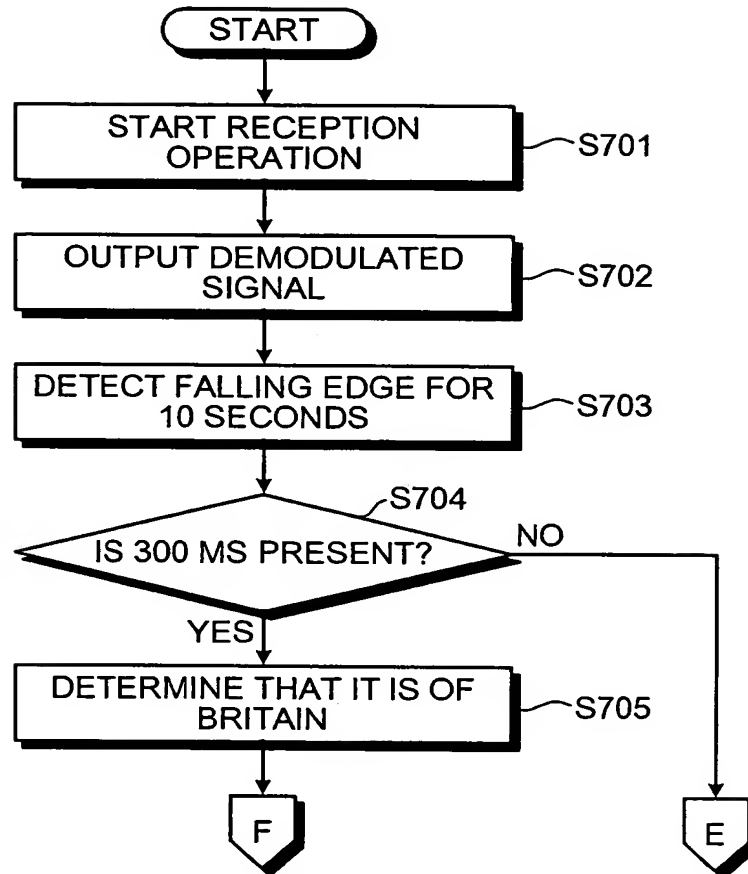 START
START RECEPTION
OPERATION
S701
OUTPUT DEMODULATED
SIGNAL
S702
DETECT FALLING EDGE FOR
10 SECONDS
S703
S704
IS 300 MS PRESENT?
NO
YES
DETERMINE THAT IT IS OF
BRITAIN
S705
F
E